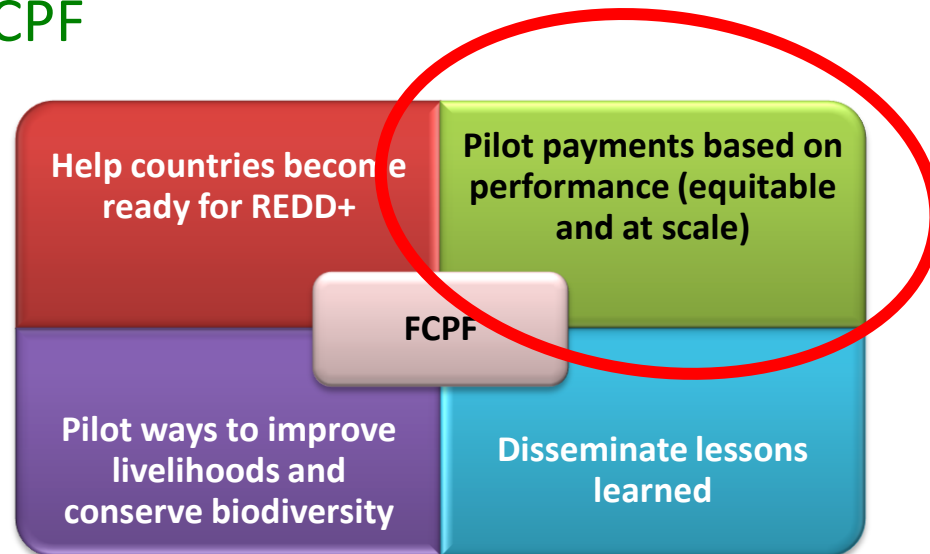 CPF
Help countries become
ready for REDD+
Pilot payments based on
performance (equitable
and at scale)
FCPF
Pilot ways to improve
livelihoods and
conserve biodiversity
Disseminate lessons
learned